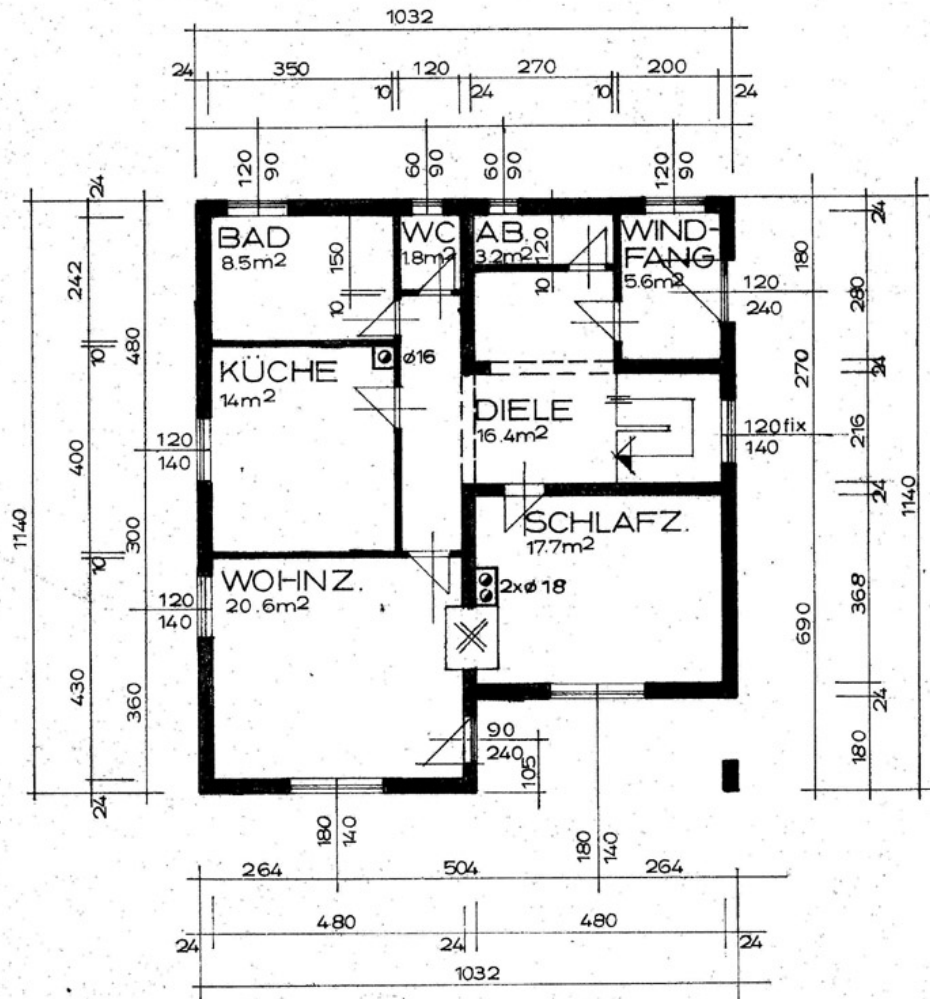 1032
24 350 120 270 200
10 24 10 24
120
90
60
90
60
90
120
90
24
BAD
8.5m²
WC
1.8m²
AB.
3.2m²
WIND-
FANG
5.6m²
150
10
120
10
120
240
180
24
280
242
10
480
KÜCHE
14m²
ø16
DIELE
16.4m²
120fix
140
270
24
216
24
120
140
400
1140
300
10
SCHLAFZ.
17.7m²
2xø18
1140
WOHNZ.
20.6m²
120
140
690
368
24
430
360
90
240
105
180
24
180
140
180
140
264 504 264
480 480
24 24 24
1032